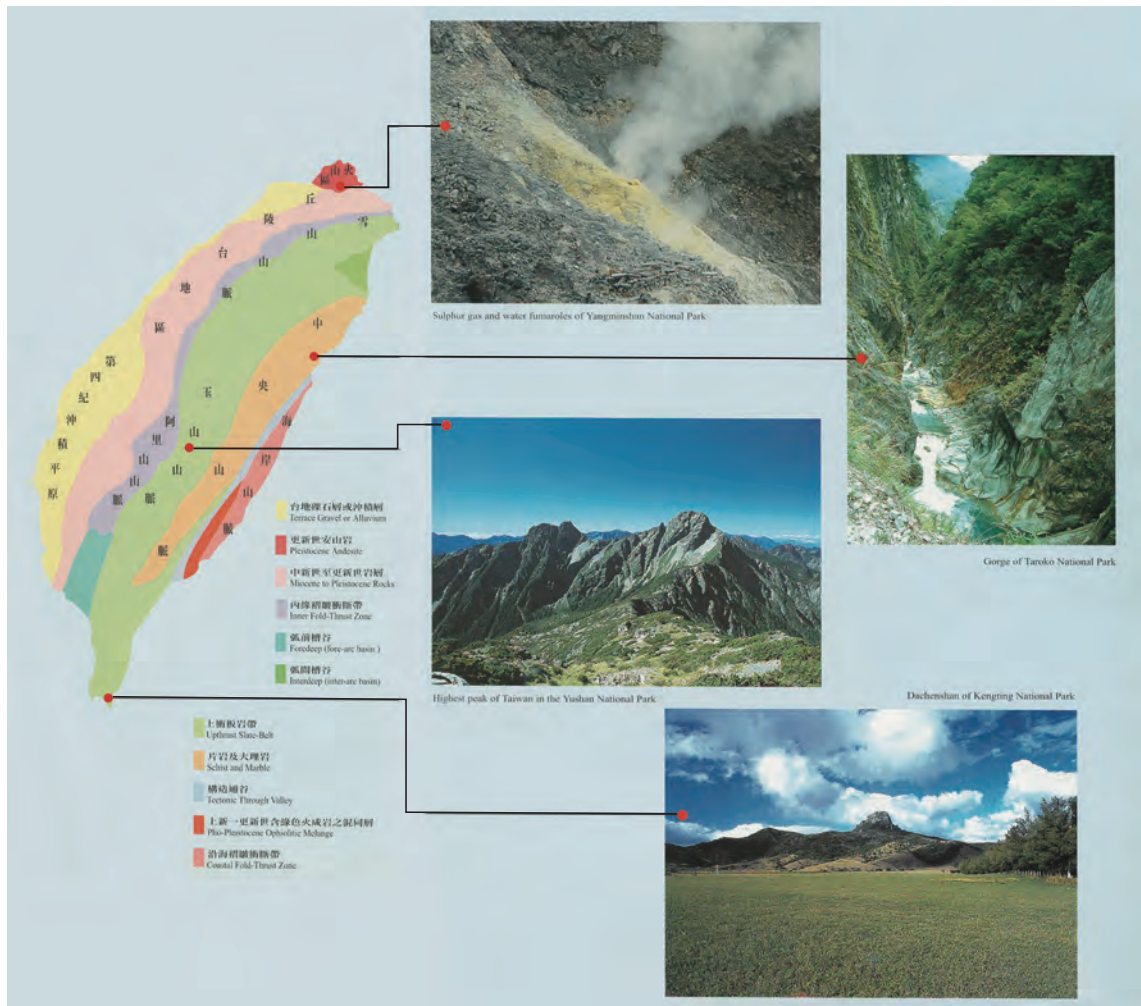 火山區
丘陵台地區
雪山山脈
第四紀沖積平原
阿里山山脈
玉山山脈
中央山脈
海岸山脈
Sulphur gas and water fumaroles of Yangminshan National Park
Gorge of Taroko National Park
Highest peak of Taiwan in the Yushan National Park
Dachenshan of Kengting National Park
台地礫石層或沖積層
Terrace Gravel or Alluvium
更新世安山岩
Pleistocene Andesite
中新世至更新世岩層
Miocene to Pleistocene Rocks
內緣褶皺衝斷帶
Inner Fold-Thrust Zone
弧前槽谷
Foredeep (fore-arc basin )
弧間槽谷
Interdeep (inter-arc basin)
上衝板岩帶
Upthrust Slate-Belt
片岩及大理岩
Schist and Marble
構造通谷
Tectonic Through Valley
上新一更新世含綠色火成岩之混同層
Plio-Pleistocene Ophiolitic Melange
沿海褶皺衝斷帶
Coastal Fold-Thrust Zone